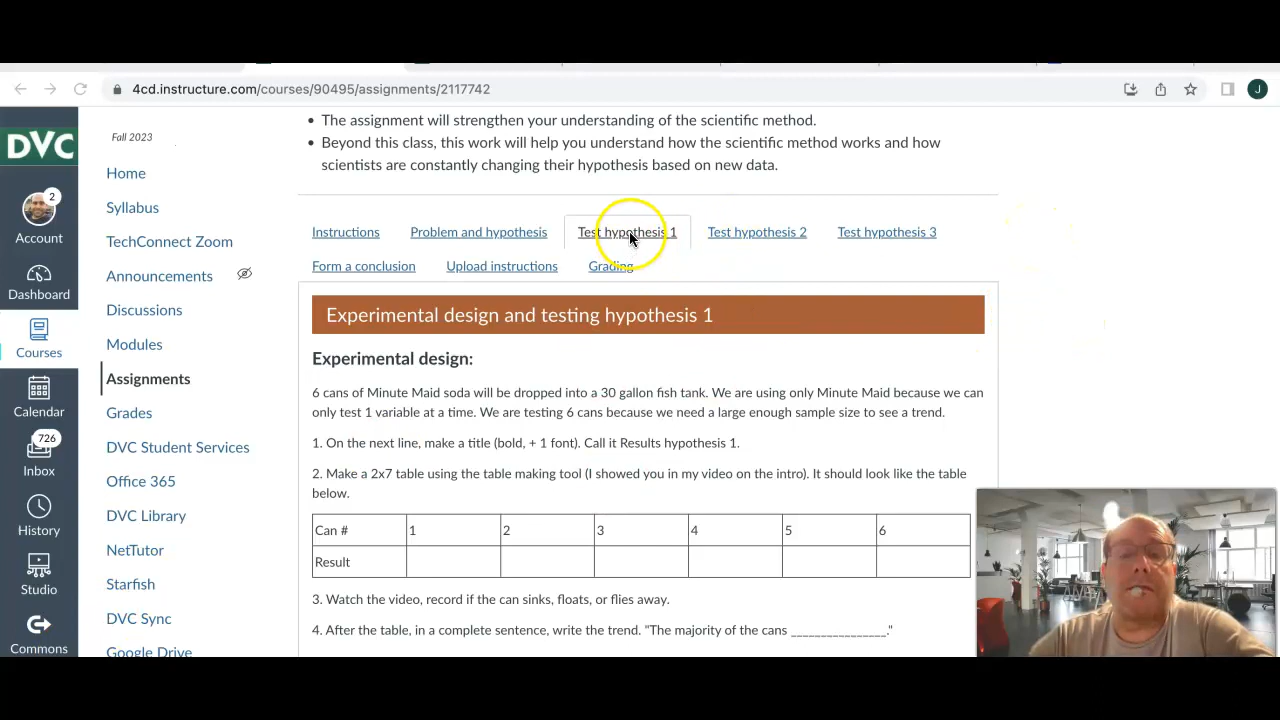 4cd.instructure.com/courses/90495/assignments/2117742
J
DVC
2
Account
Dashboard
Courses
Calendar
726
Inbox
History
Studio
Commons
Fall 2023
Home
Syllabus
TechConnect Zoom
Announcements
Discussions
Modules
Assignments
Grades
DVC Student Services
Office 365
DVC Library
NetTutor
Starfish
DVC Sync
Google Drive
• The assignment will strengthen your understanding of the scientific method.
• Beyond this class, this work will help you understand how the scientific method works and how
scientists are constantly changing their hypothesis based on new data.
Instructions Problem and hypothesis Test hypothesis 1 Test hypothesis 2 Test hypothesis 3
Form a conclusion Upload instructions Grading
Experimental design and testing hypothesis 1
Experimental design:
6 cans of Minute Maid soda will be dropped into a 30 gallon fish tank. We are using only Minute Maid because we can
only test 1 variable at a time. We are testing 6 cans because we need a large enough sample size to see a trend.
1. On the next line, make a title (bold, + 1 font). Call it Results hypothesis 1.
2. Make a 2x7 table using the table making tool (I showed you in my video on the intro). It should look like the table
below.
Can # 1 2 3 4 5 6
Result
3. Watch the video, record if the can sinks, floats, or flies away.
4. After the table, in a complete sentence, write the trend. "The majority of the cans ________________."